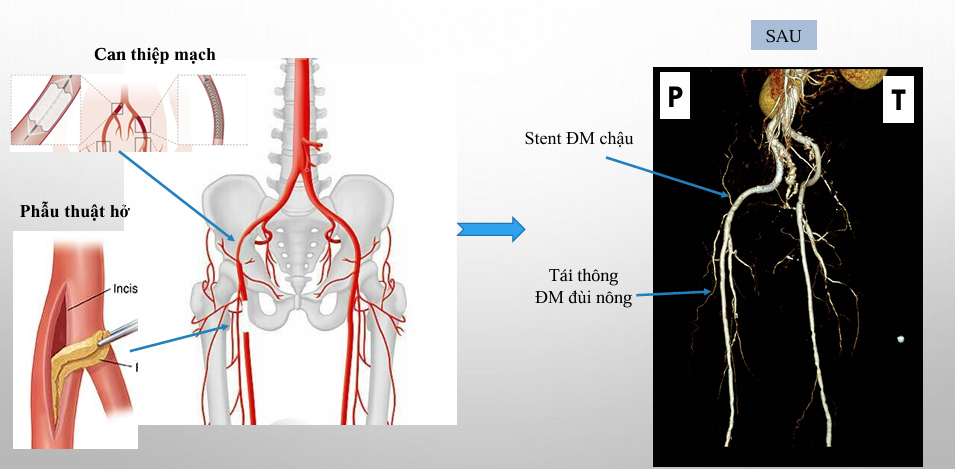 Can thiệp mạch
Phẫu thuật hở
Incis
SAU
P
T
Stent ĐM chậu
Tái thông
ĐM đùi nông